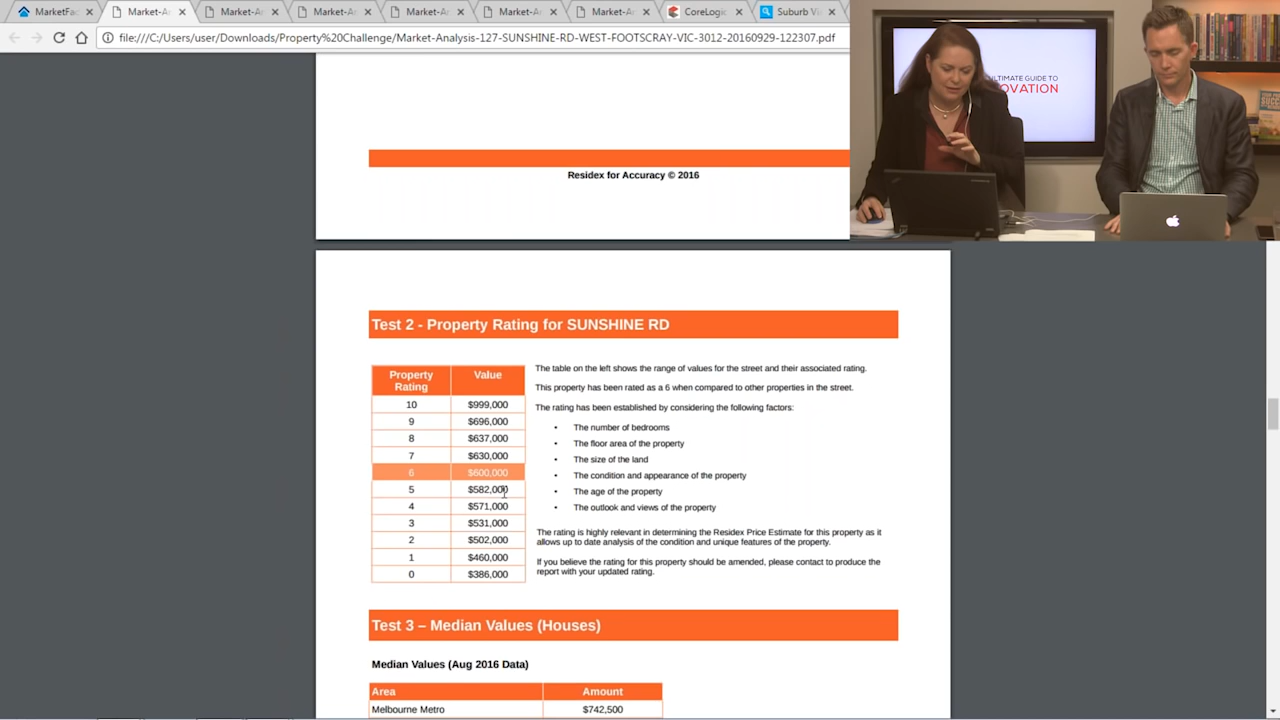 MarketFac
Market-An
Market-An
Market-An
Market-An
Market-An
Market-An
CoreLogic
Suburb Vi
file:///C:/Users/user/Downloads/Property%20Challenge/Market-Analysis-127-SUNSHINE-RD-WEST-FOOTSCRAY-VIC-3012-20160929-122307.pdf
ULTIMATE GUIDE TO
OVATION
Residex for Accuracy © 2016
Test 2 - Property Rating for SUNSHINE RD
Property Rating Value
10 $999,000
9 $696,000
8 $637,000
7 $630,000
6 $600,000
5 $582,000
4 $571,000
3 $531,000
2 $502,000
1 $460,000
0 $386,000
The table on the left shows the range of values for the street and their associated rating.
This property has been rated as a 6 when compared to other properties in the street.
The rating has been established by considering the following factors:
• The number of bedrooms
• The floor area of the property
• The size of the land
• The condition and appearance of the property
• The age of the property
• The outlook and views of the property
The rating is highly relevant in determining the Residex Price Estimate for this property as it
allows up to date analysis of the condition and unique features of the property.
If you believe the rating for this property should be amended, please contact to produce the
report with your updated rating.
Test 3 – Median Values (Houses)
Median Values (Aug 2016 Data)
Area Amount
Melbourne Metro $742,500